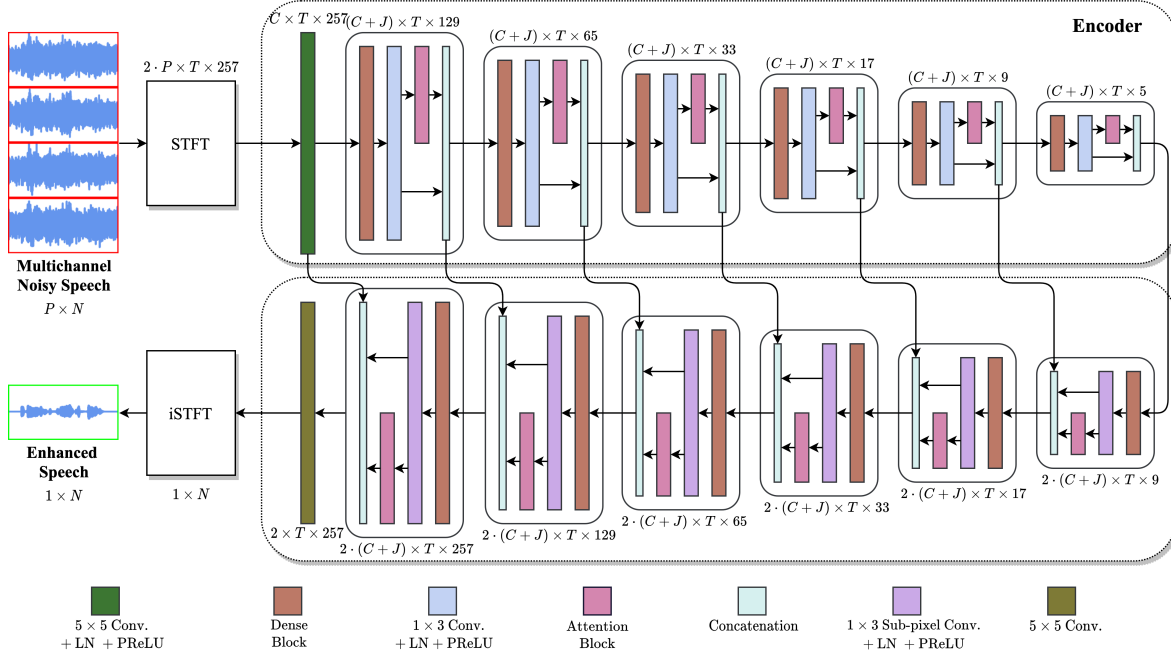 C × T × 257
(C + J) × T × 129
(C + J) × T × 65
(C + J) × T × 33
(C + J) × T × 17
(C + J) × T × 9
(C + J) × T × 5
Encoder
2 · P × T × 257
STFT
Multichannel
Noisy Speech
P × N
iSTFT
1 × N
Enhanced
Speech
1 × N
2 × T × 257
2 · (C + J) × T × 257
2 · (C + J) × T × 129
2 · (C + J) × T × 65
2 · (C + J) × T × 33
2 · (C + J) × T × 17
2 · (C + J) × T × 9
5 × 5 Conv.
+ LN + PReLU
Dense
Block
1 × 3 Conv.
+ LN + PReLU
Attention
Block
Concatenation
1 × 3 Sub-pixel Conv.
+ LN + PReLU
5 × 5 Conv.